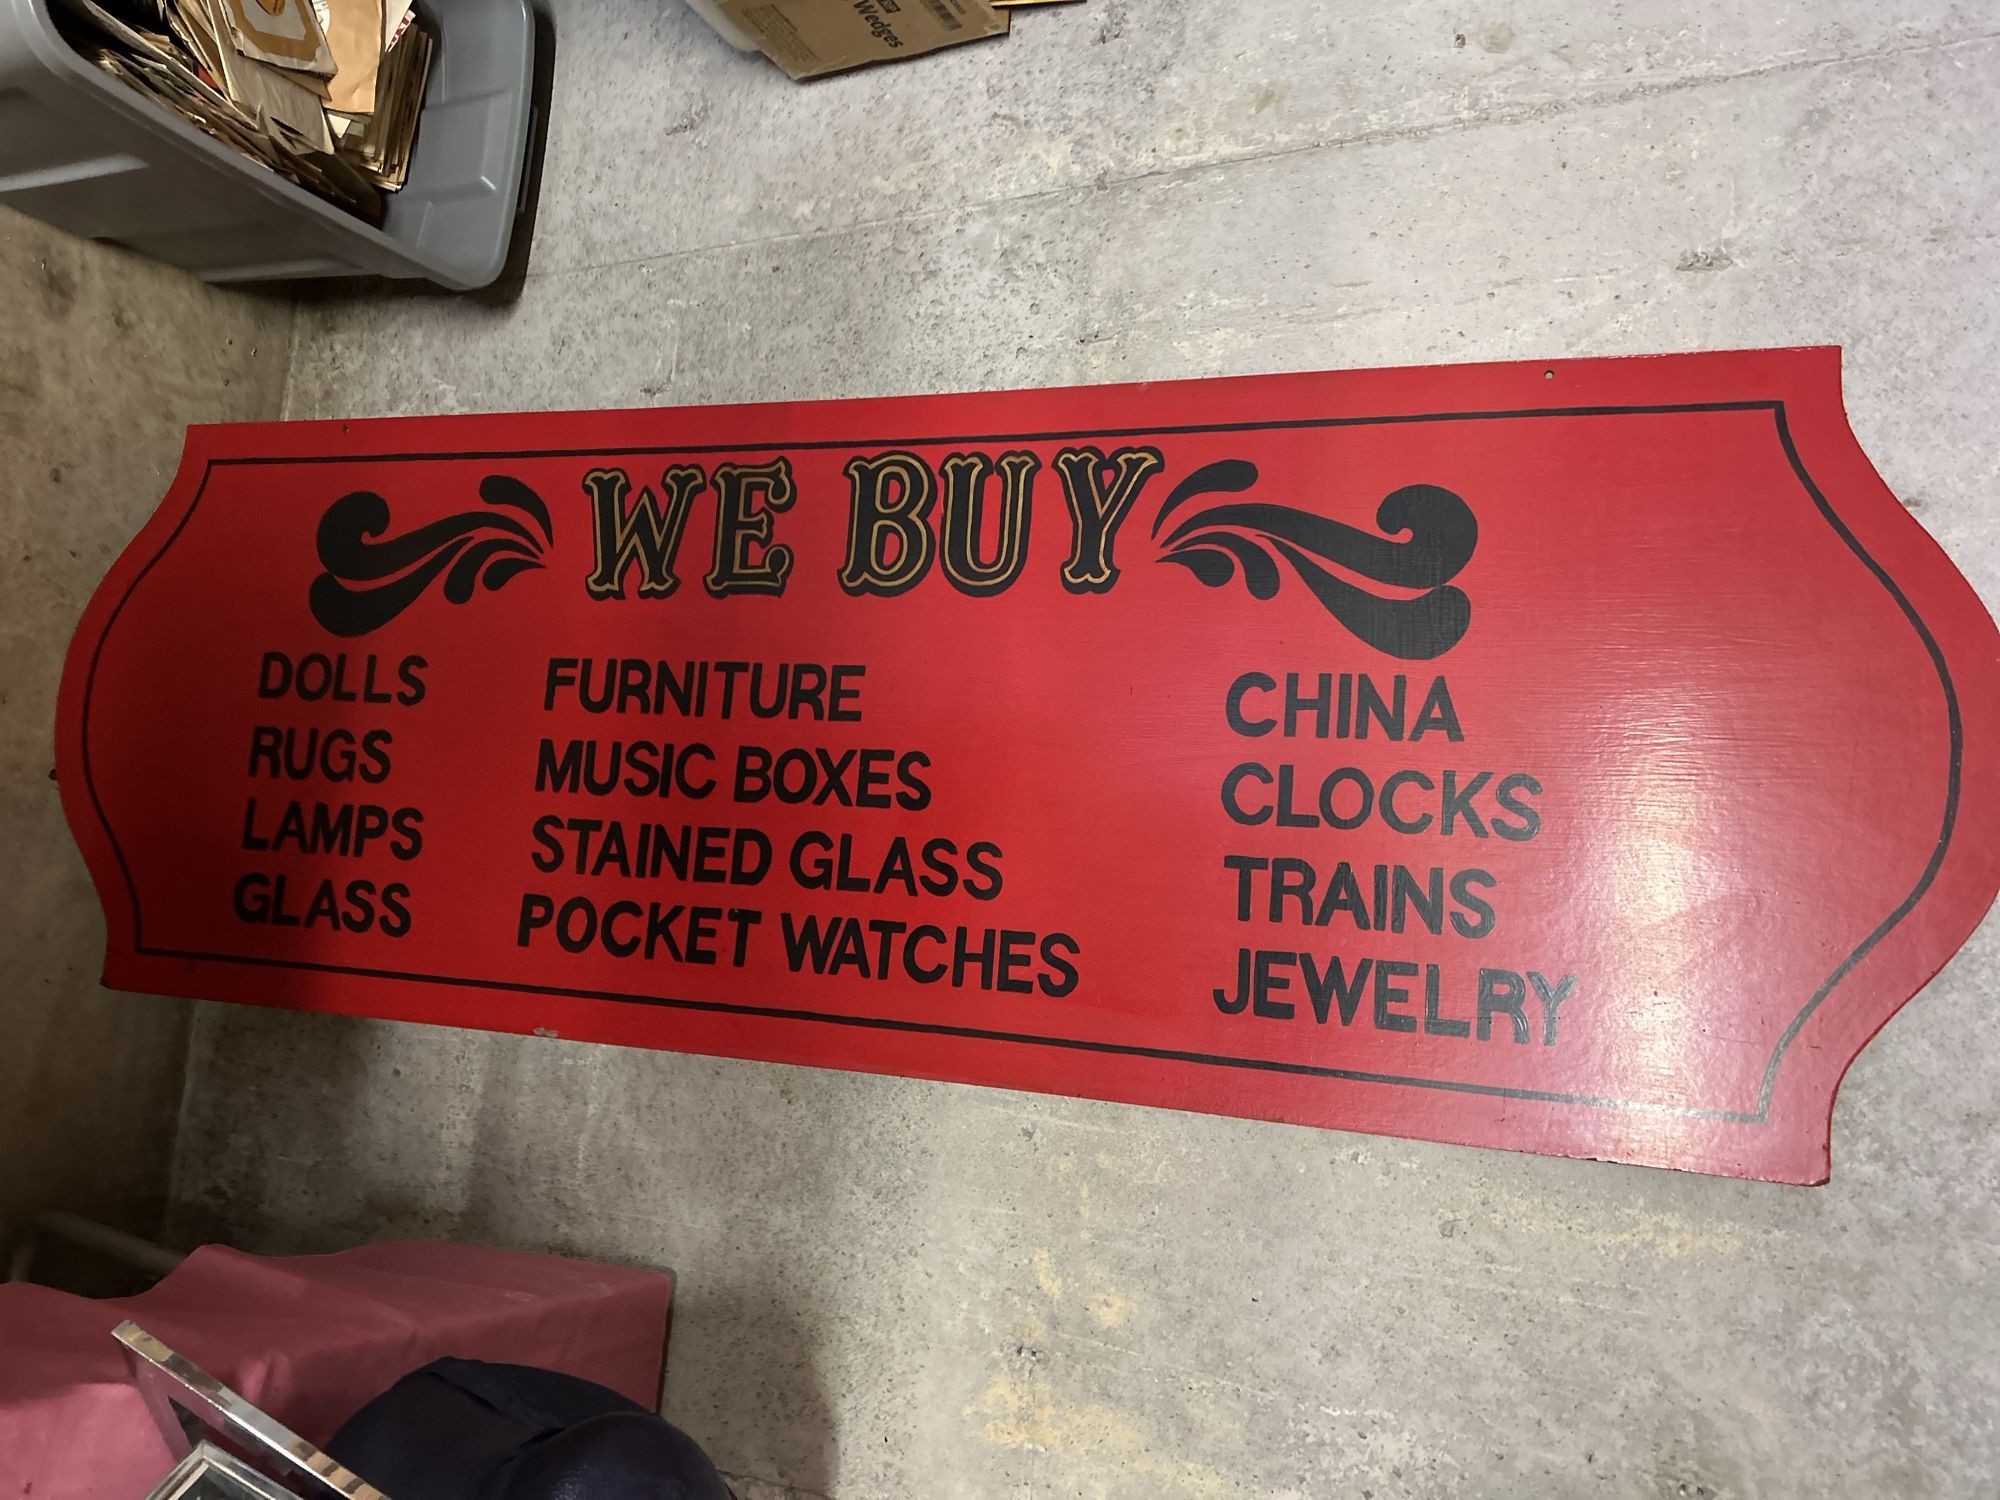 Wedges
WE BUY
DOLLS
RUGS
LAMPS
GLASS
FURNITURE
MUSIC BOXES
STAINED GLASS
POCKET WATCHES
CHINA
CLOCKS
TRAINS
JEWELRY